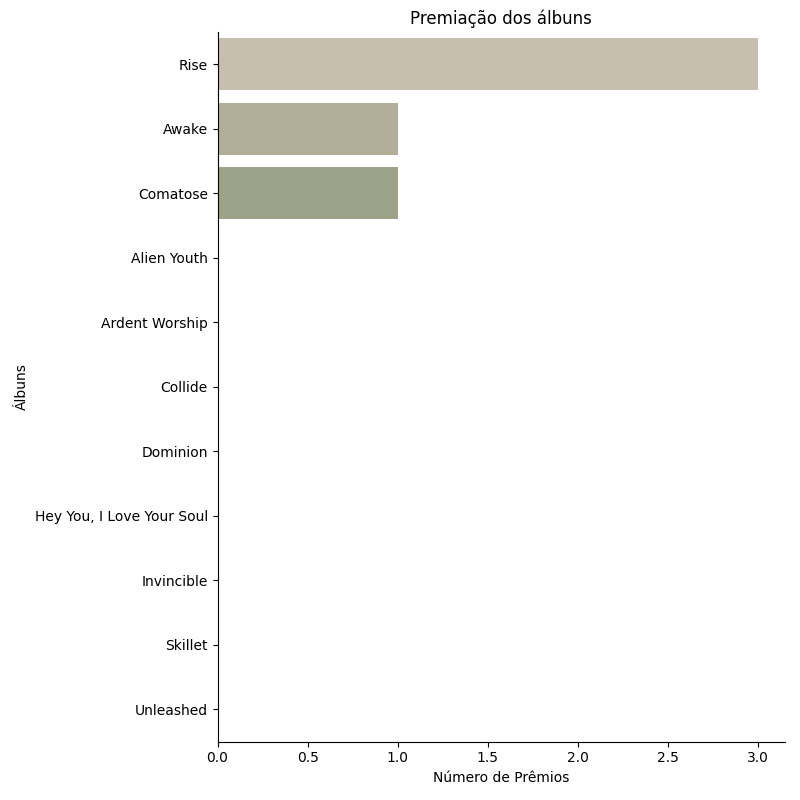 Premiação dos álbuns
Rise
Awake
Comatose
Alien Youth
Ardent Worship
Collide
Dominion
Hey You, I Love Your Soul
Invincible
Skillet
Unleashed
Álbuns
0.0 0.5 1.0 1.5 2.0 2.5 3.0
Número de Prêmios